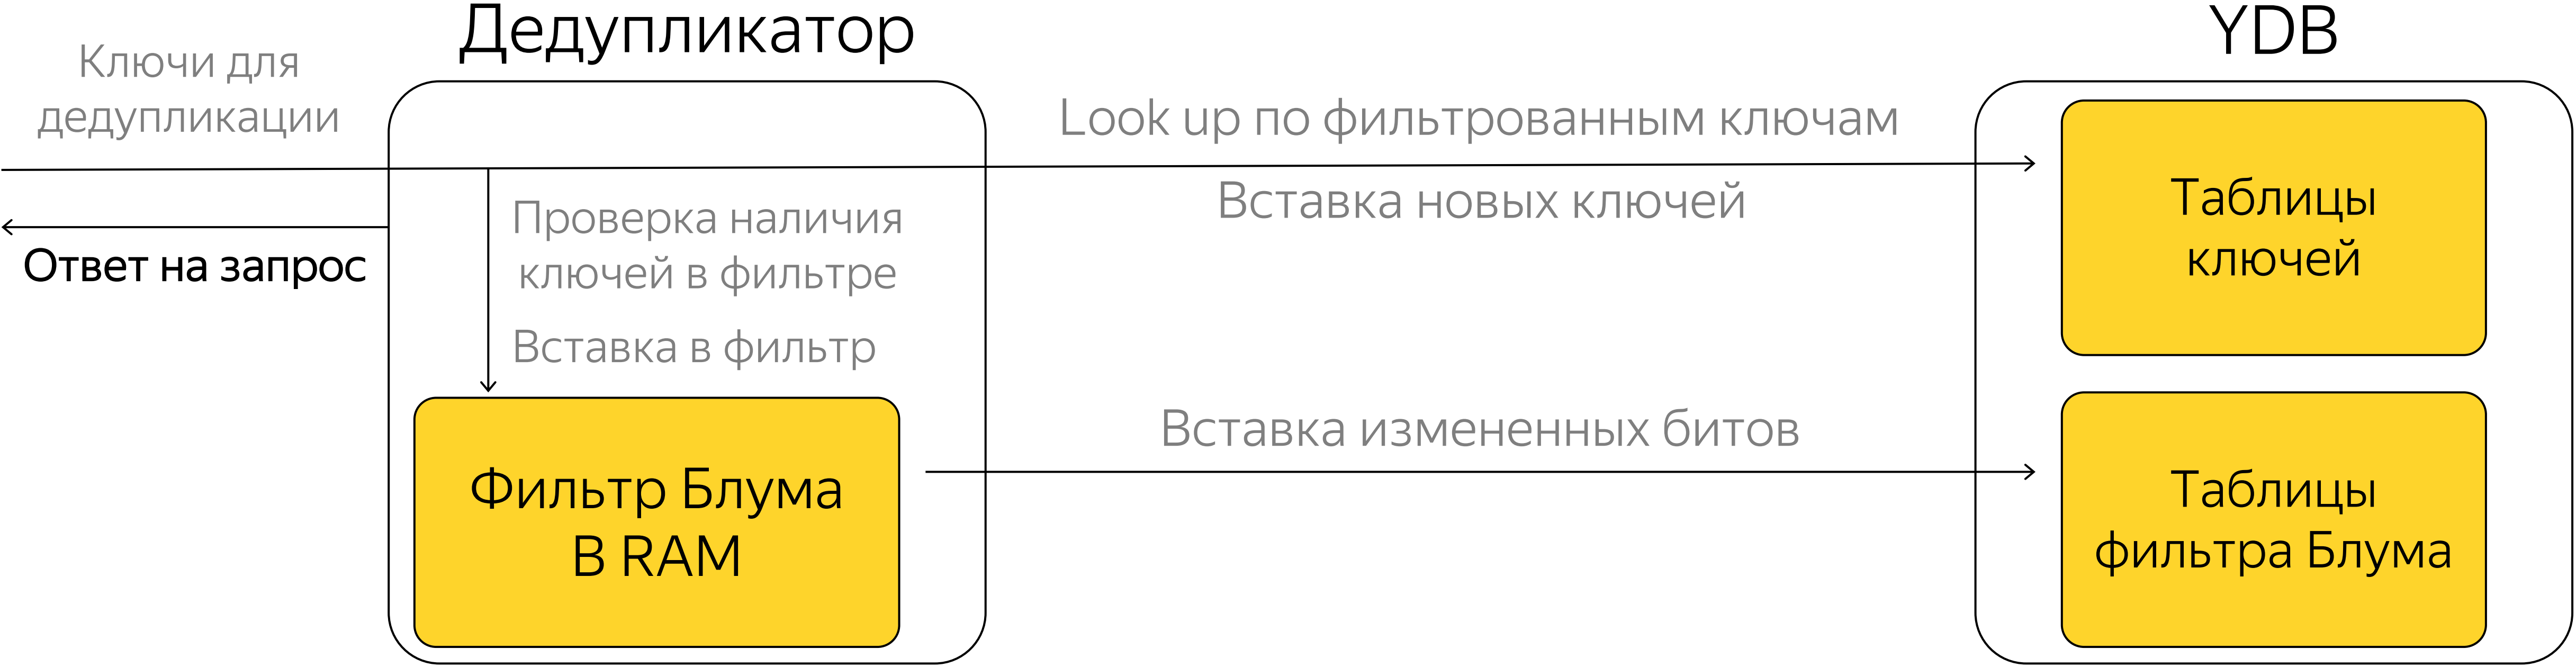 Дедупликатор
YDB
Ключи для
дедупликации
Look up по фильтрованным ключам
Вставка новых ключей
Ответ на запрос
Проверка наличия
ключей в фильтре
Вставка в фильтр
Таблицы
ключей
Вставка измененных битов
Фильтр Блума
В RAM
Таблицы
фильтра Блума